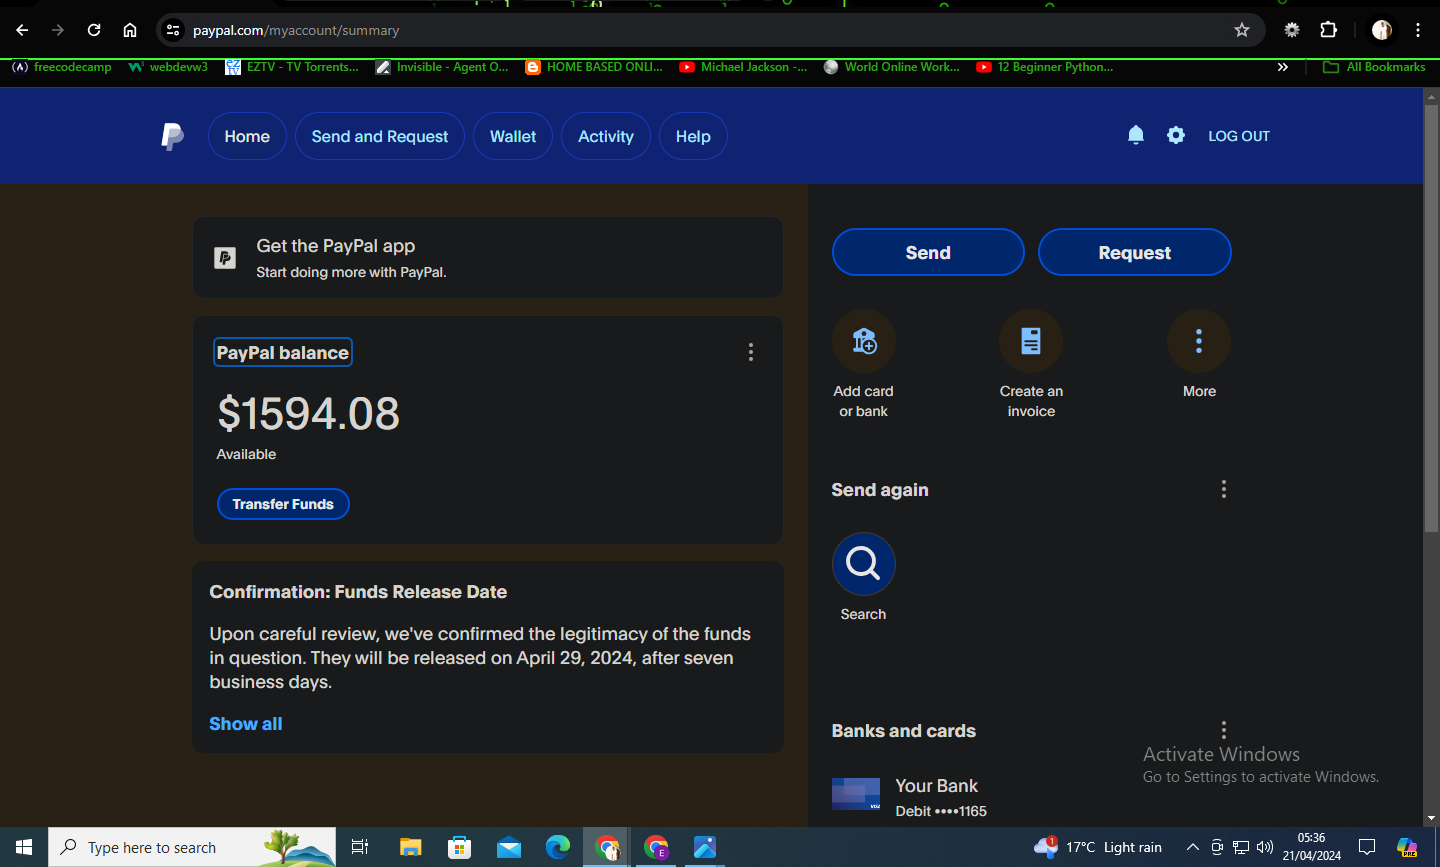 paypal.com/myaccount/summary
freecodecamp
webdevw3
EZTV - TV Torrents...
Invisible - Agent O...
HOME BASED ONLI...
Michael Jackson -...
World Online Work...
12 Beginner Python...
All Bookmarks
Home
Send and Request
Wallet
Activity
Help
LOG OUT
Get the PayPal app
Start doing more with PayPal.
PayPal balance
$1594.08
Available
Transfer Funds
Confirmation: Funds Release Date
Upon careful review, we've confirmed the legitimacy of the funds
in question. They will be released on April 29, 2024, after seven
business days.
Show all
Send
Request
Add card
or bank
Create an
invoice
More
Send again
Search
Banks and cards
Your Bank
Debit ••••1165
Activate Windows
Go to Settings to activate Windows.
Type here to search
E
1
17°C Light rain
PRE
05:36
21/04/2024